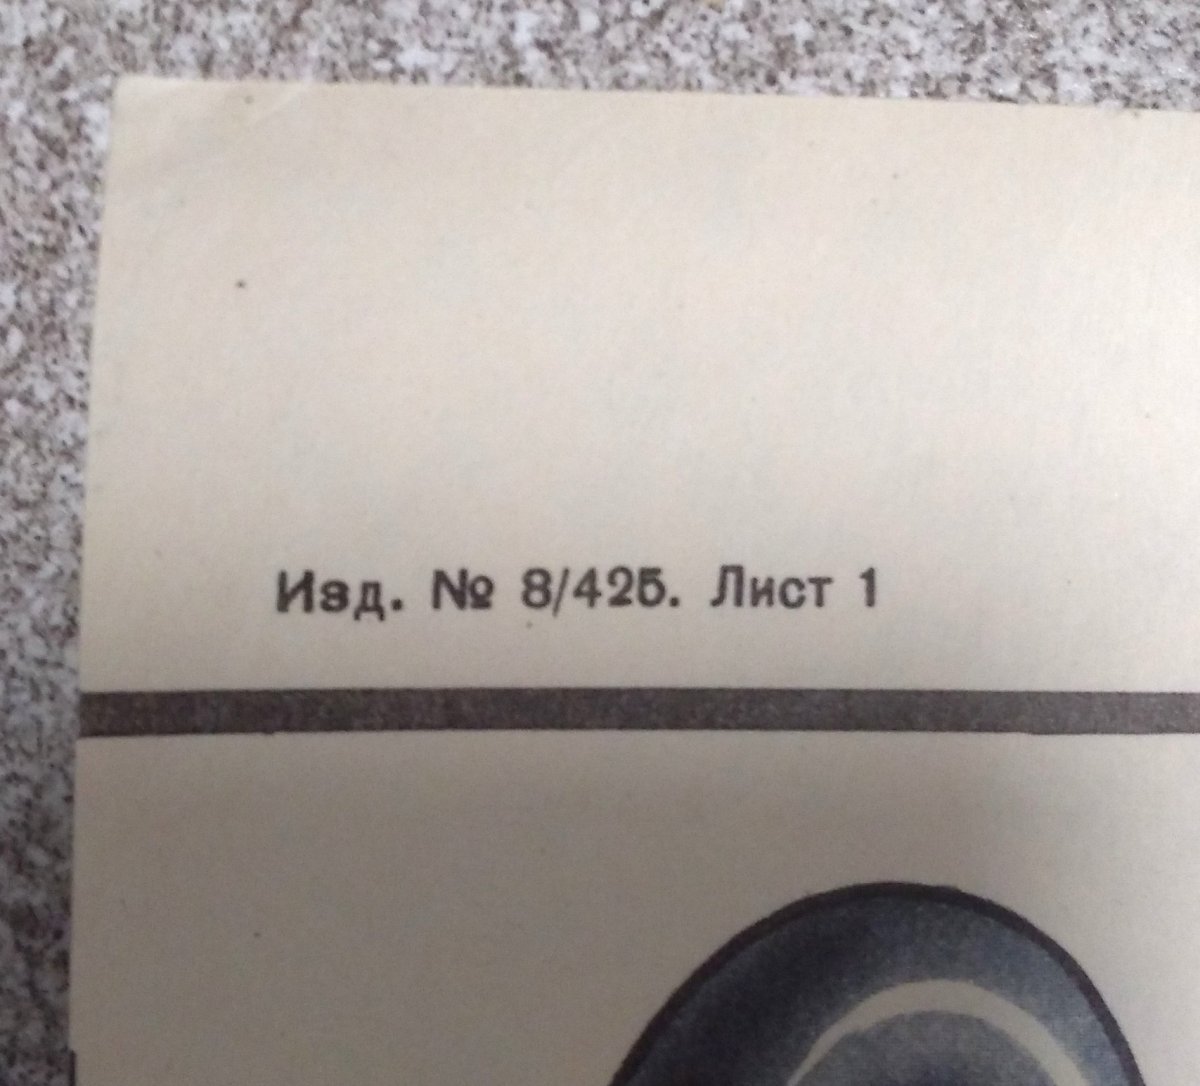 Изд. № 8/425. Лист 1